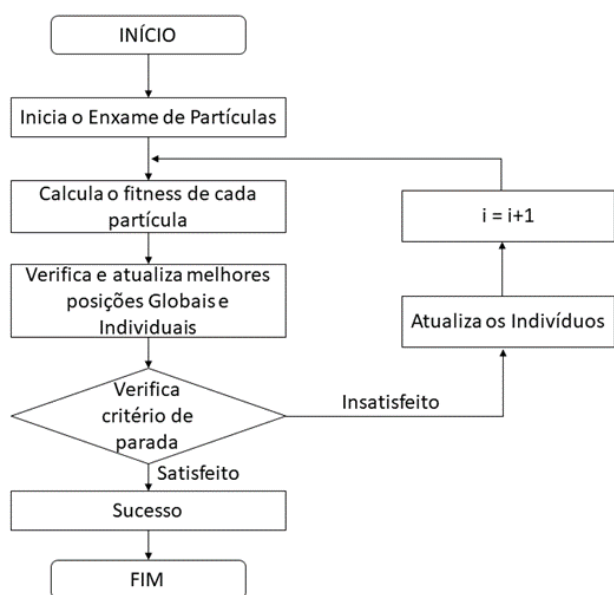 INÍCIO
Inicia o Enxame de Partículas
Calcula o fitness de cada
partícula
Verifica e atualiza melhores
posições Globais e
Individuais
Verifica
critério de
parada
Insatisfeito
Atualiza os Indivíduos
i = i+1
Satisfeito
Sucesso
FIM